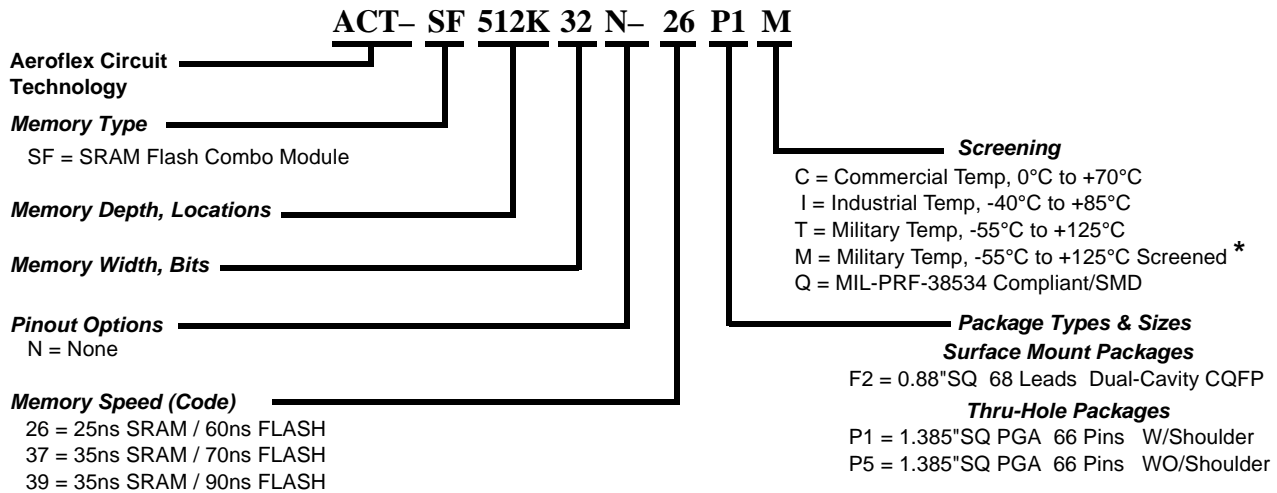 ACT– SF 512K 32 N– 26 P1 M
Aeroflex Circuit
Technology
Memory Type
SF = SRAM Flash Combo Module
Memory Depth, Locations
Memory Width, Bits
Pinout Options
N = None
Memory Speed (Code)
26 = 25ns SRAM / 60ns FLASH
37 = 35ns SRAM / 70ns FLASH
39 = 35ns SRAM / 90ns FLASH
Screening
C = Commercial Temp, 0°C to +70°C
I = Industrial Temp, -40°C to +85°C
T = Military Temp, -55°C to +125°C
M = Military Temp, -55°C to +125°C Screened *
Q = MIL-PRF-38534 Compliant/SMD
Package Types & Sizes
Surface Mount Packages
F2 = 0.88"SQ 68 Leads Dual-Cavity CQFP
Thru-Hole Packages
P1 = 1.385"SQ PGA 66 Pins W/Shoulder
P5 = 1.385"SQ PGA 66 Pins WO/Shoulder